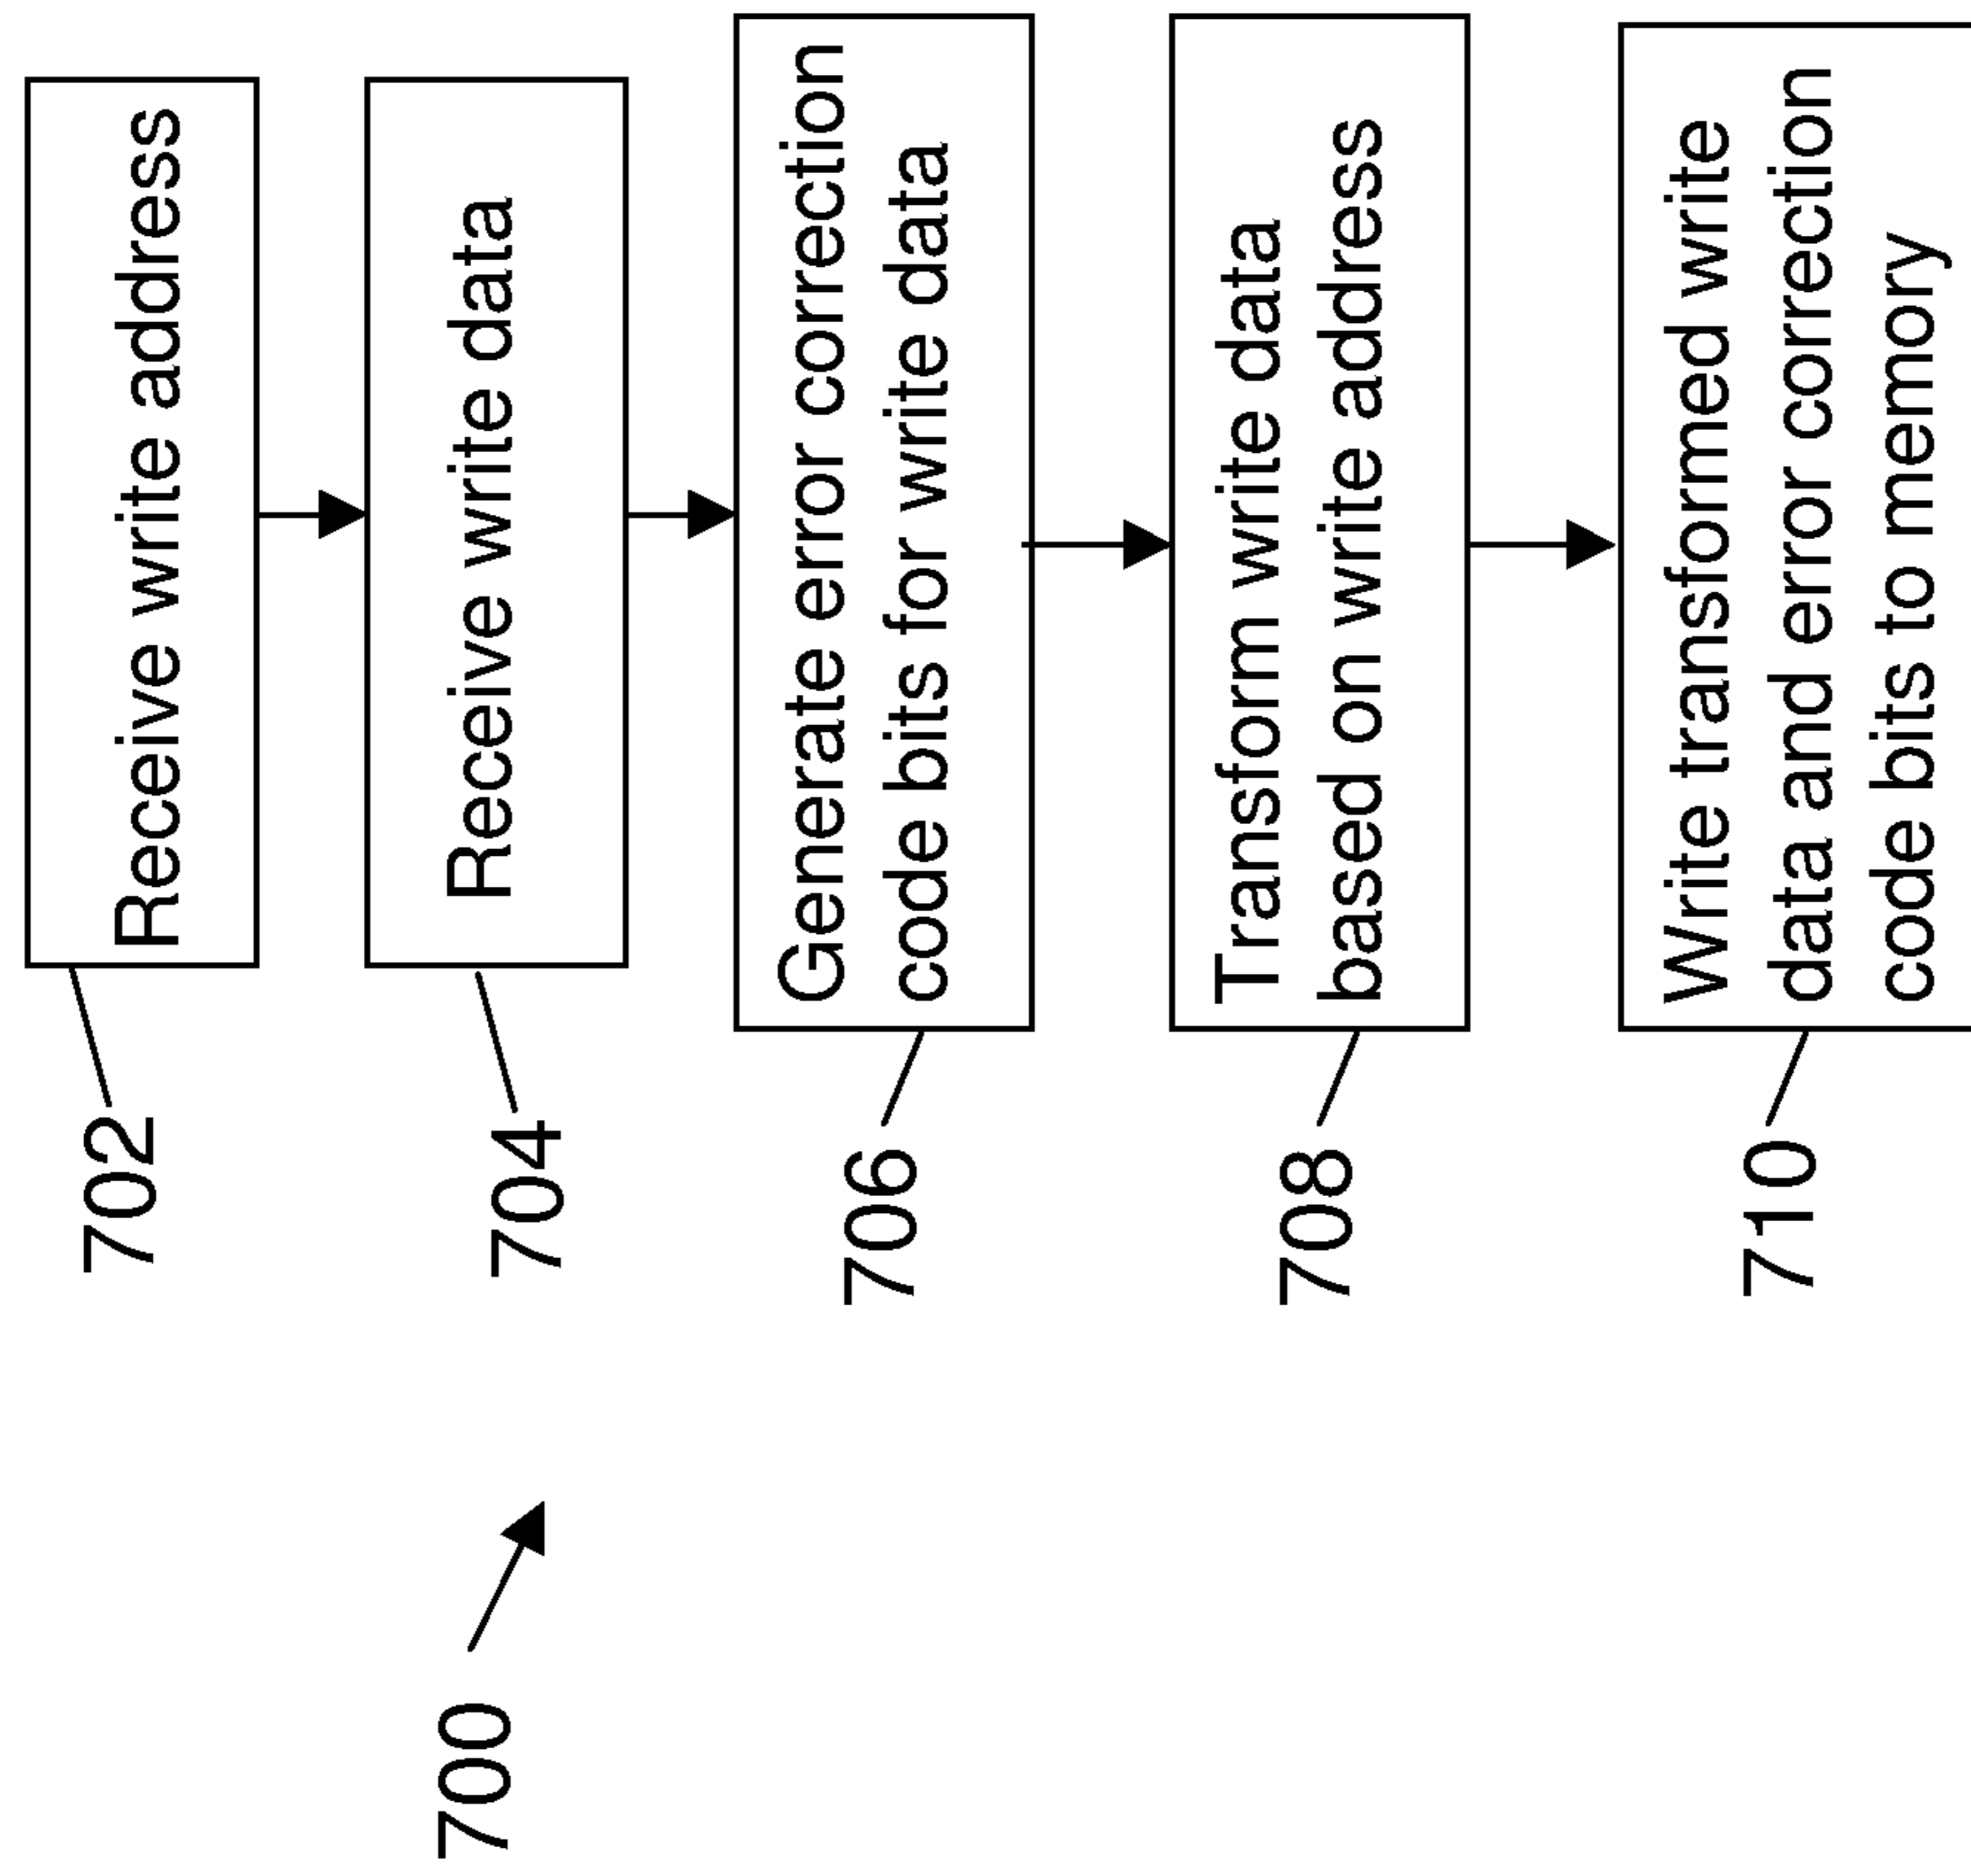 700
702
Receive write address
704
Receive write data
706
Generate error correction
code bits for write data
708
Transform write data
based on write address
710
Write transformed write
data and error correction
code bits to memory